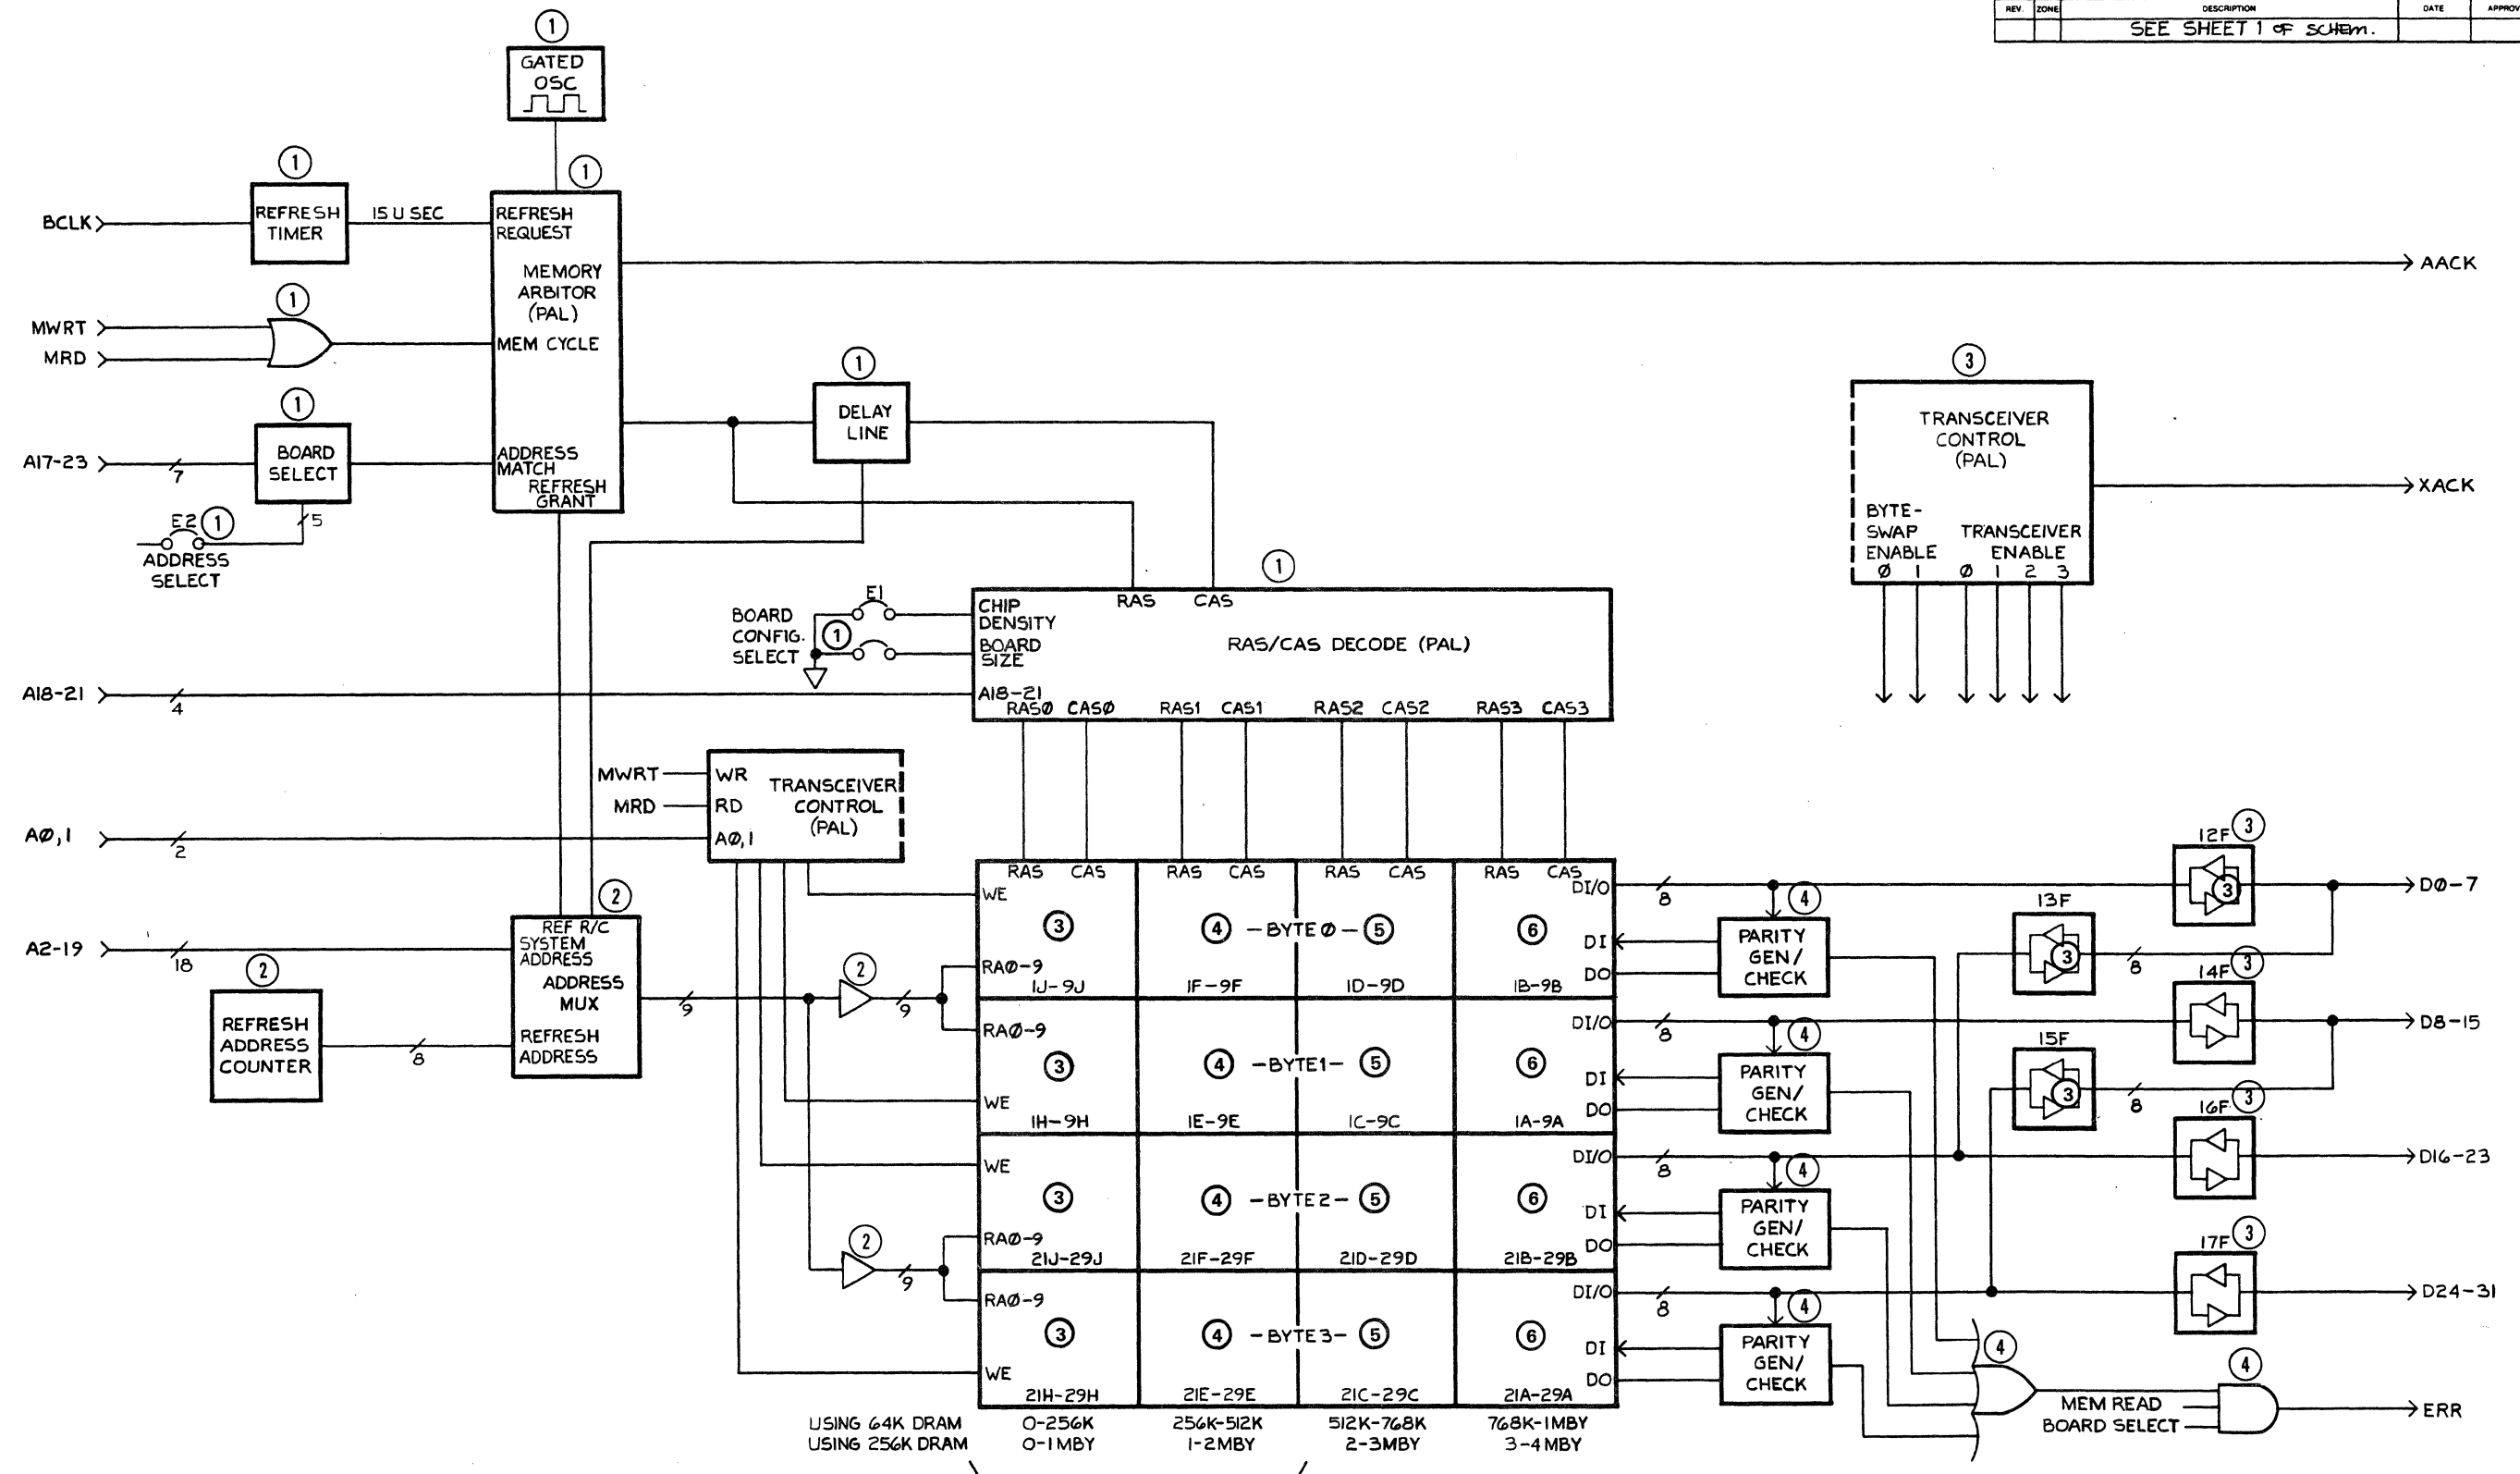 REV. ZONE DESCRIPTION DATE APPROV
SEE SHEET 1 OF SCHEM.
1
GATED
OSC
1
REFRESH
TIMER
BCLK
15 U SEC
1
REFRESH
REQUEST
MEMORY
ARBITOR
(PAL)
MEM CYCLE
ADDRESS
MATCH
REFRESH
GRANT
AACK
1
MWRT
MRD
1
BOARD
SELECT
A17-23
7
5
E2
1
ADDRESS
SELECT
1
DELAY
LINE
3
TRANSCEIVER
CONTROL
(PAL)
BYTE-
SWAP
ENABLE
TRANSCEIVER
ENABLE
Ø 1 Ø 1 2 3
XACK
1
E1
BOARD
CONFIG.
SELECT
1
RAS CAS
CHIP
DENSITY
BOARD
SIZE
RAS/CAS DECODE (PAL)
A18-21
4
A18-21
RASØ CASØ RAS1 CAS1 RAS2 CAS2 RAS3 CAS3
MWRT
MRD
WR
RD
AØ,1
TRANSCEIVER
CONTROL
(PAL)
AØ,1
2
A2-19
18
2
REF R/C
SYSTEM
ADDRESS
ADDRESS
MUX
REFRESH
ADDRESS
2
REFRESH
ADDRESS
COUNTER
8
9
2
9
2
9
RAS CAS RAS CAS RAS CAS RAS CAS
WE
3 4 -BYTE Ø- 5 6
RAØ-9
1J-9J 1F-9F 1D-9D 1B-9B
DI/O
DI
DO
RAØ-9
3 4 -BYTE1- 5 6
WE
1H-9H 1E-9E 1C-9C 1A-9A
DI/O
DI
DO
WE
3 4 -BYTE2- 5 6
RAØ-9
21J-29J 21F-29F 21D-29D 21B-29B
DI/O
DI
DO
RAØ-9
3 4 -BYTE3- 5 6
WE
21H-29H 21E-29E 21C-29C 21A-29A
DI/O
DI
DO
USING 64K DRAM 0-256K 256K-512K 512K-768K 768K-1MBY
USING 256K DRAM 0-1MBY 1-2MBY 2-3MBY 3-4MBY
8
4
PARITY
GEN/
CHECK
8
4
PARITY
GEN/
CHECK
8
4
PARITY
GEN/
CHECK
8
4
PARITY
GEN/
CHECK
12F 3
3
DØ-7
13F
3
8
14F 3
D8-15
15F
3
8
16F 3
D16-23
17F 3
D24-31
4
4
MEM READ
BOARD SELECT
ERR